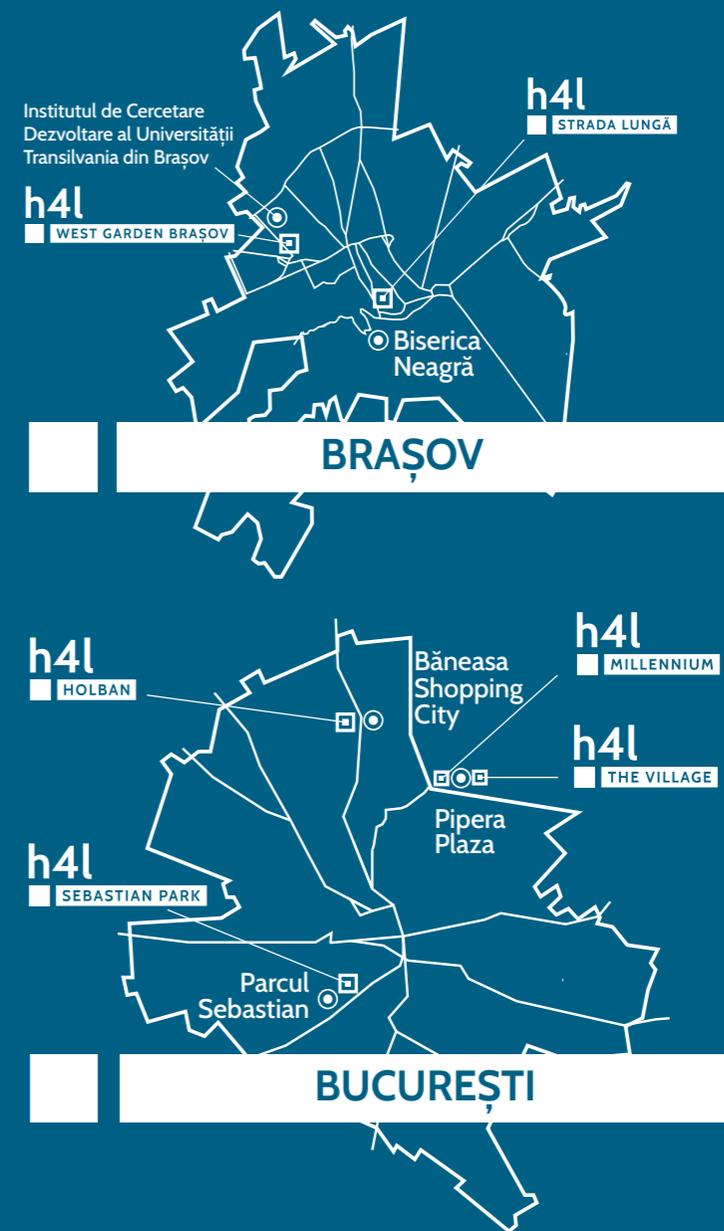 Institutul de Cercetare
Dezvoltare al Universității
Transilvania din Brașov
h4l
WEST GARDEN BRAȘOV
h4l
STRADA LUNGĂ
Biserica
Neagră
BRAȘOV
h4l
HOLBAN
Băneasa
Shopping
City
h4l
MILLENNIUM
h4l
THE VILLAGE
Pipera
Plaza
h4l
SEBASTIAN PARK
Parcul
Sebastian
BUCUREȘTI